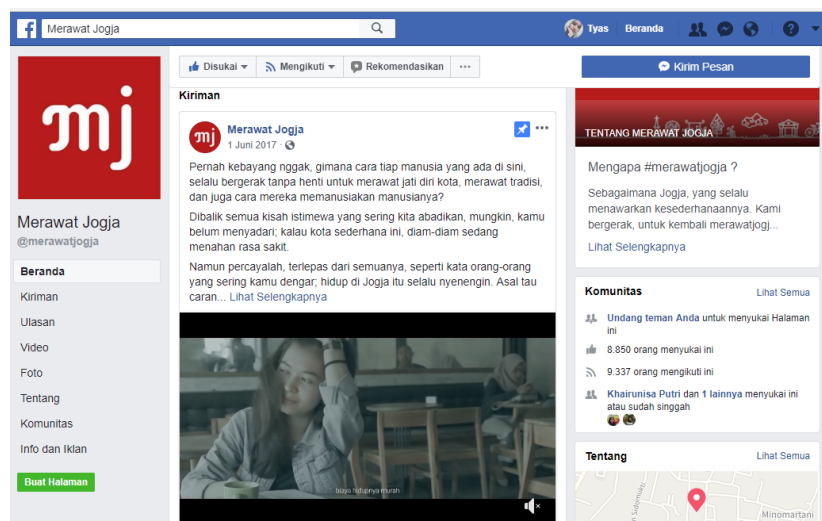 Merawat Jogja
Tyas
Beranda
mj
Merawat Jogja
@merawatjogja
Beranda
Kiriman
Ulasan
Video
Foto
Tentang
Komunitas
Info dan Iklan
Buat Halaman
Disukai
Mengikuti
Rekomendasikan
Kirim Pesan
Kiriman
mj
Merawat Jogja
1 Juni 2017
Pernah kebayang nggak, gimana cara tiap manusia yang ada di sini,
selalu bergerak tanpa henti untuk merawat jati diri kota, merawat tradisi,
dan juga cara mereka memanusiakan manusianya?
Dibalik semua kisah istimewa yang sering kita abadikan, mungkin, kamu
belum menyadari; kalau kota sederhana ini, diam-diam sedang
menahan rasa sakit.
Namun percayalah, terlepas dari semuanya, seperti kata orang-orang
yang sering kamu dengar; hidup di Jogja itu selalu nyenengin. Asal tau
caran... Lihat Selengkapnya
biaya hidupnya murah
TENTANG MERAWAT JOGJA
Mengapa #merawatjogja ?
Sebagaimana Jogja, yang selalu
menawarkan kesederhanaannya. Kami
bergerak, untuk kembali merawatjogj...
Lihat Selengkapnya
Komunitas
Lihat Semua
Undang teman Anda untuk menyukai Halaman
ini
8.850 orang menyukai ini
9.337 orang mengikuti ini
Khairunisa Putri dan 1 lainnya menyukai ini
atau sudah singgah
Tentang
Lihat Semua
Sidomukti
Minomartani